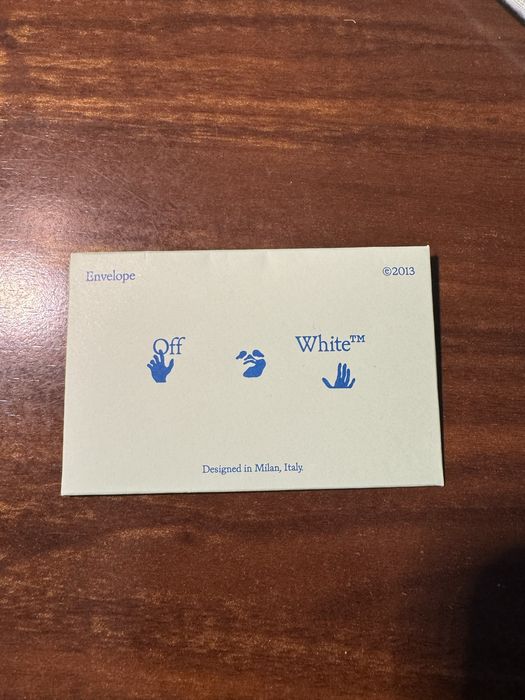 Envelope ©2013
Off White™
Designed in Milan, Italy.